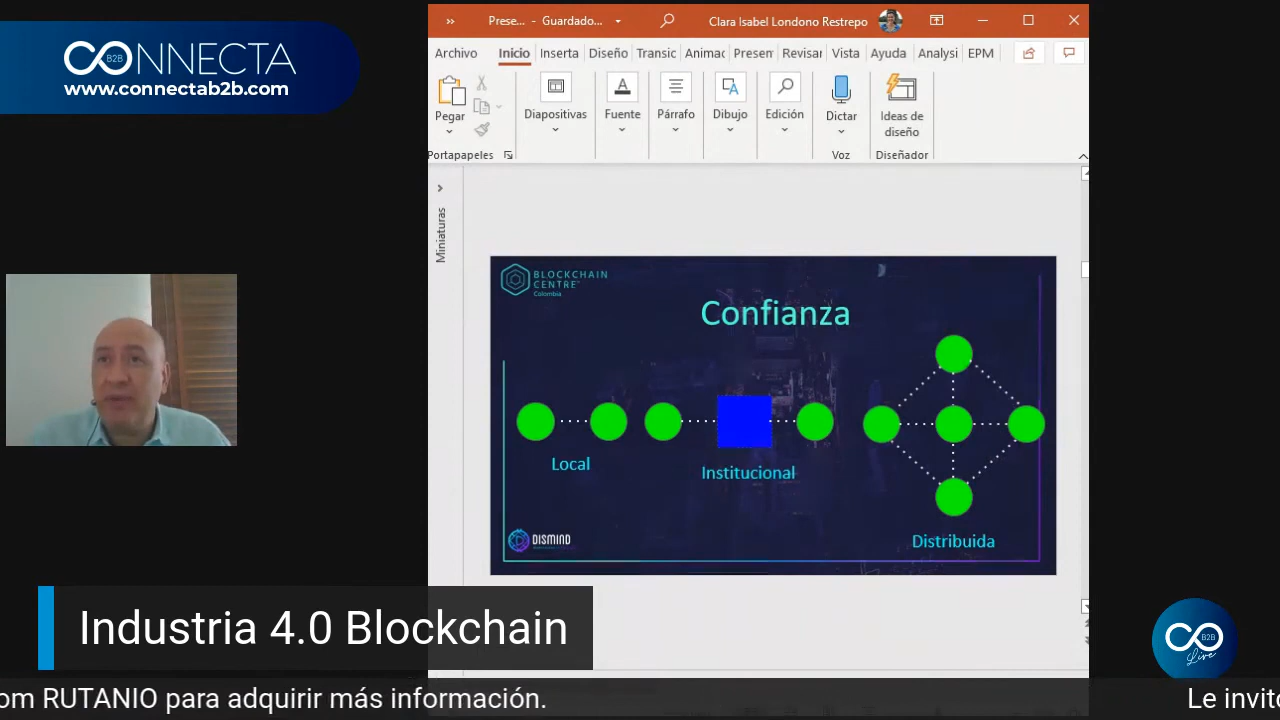 CONNECTA
B2B
www.connectab2b.com
» Prese... - Guardado... Clara Isabel Londono Restrepo
Archivo Inicio Inserta Diseño Transic Animac Presen Revisar Vista Ayuda Analysi EPM
Pegar
Diapositivas
Fuente
Párrafo
Dibujo
Edición
Dictar
Ideas de
diseño
Portapapeles
Voz
Diseñador
Miniaturas
BLOCKCHAIN
CENTRE
Colombia
Confianza
Local
Institucional
Distribuida
DISMIND
Industria 4.0 Blockchain
B2B
Live
om RUTANIO para adquirir más información.
Le invito